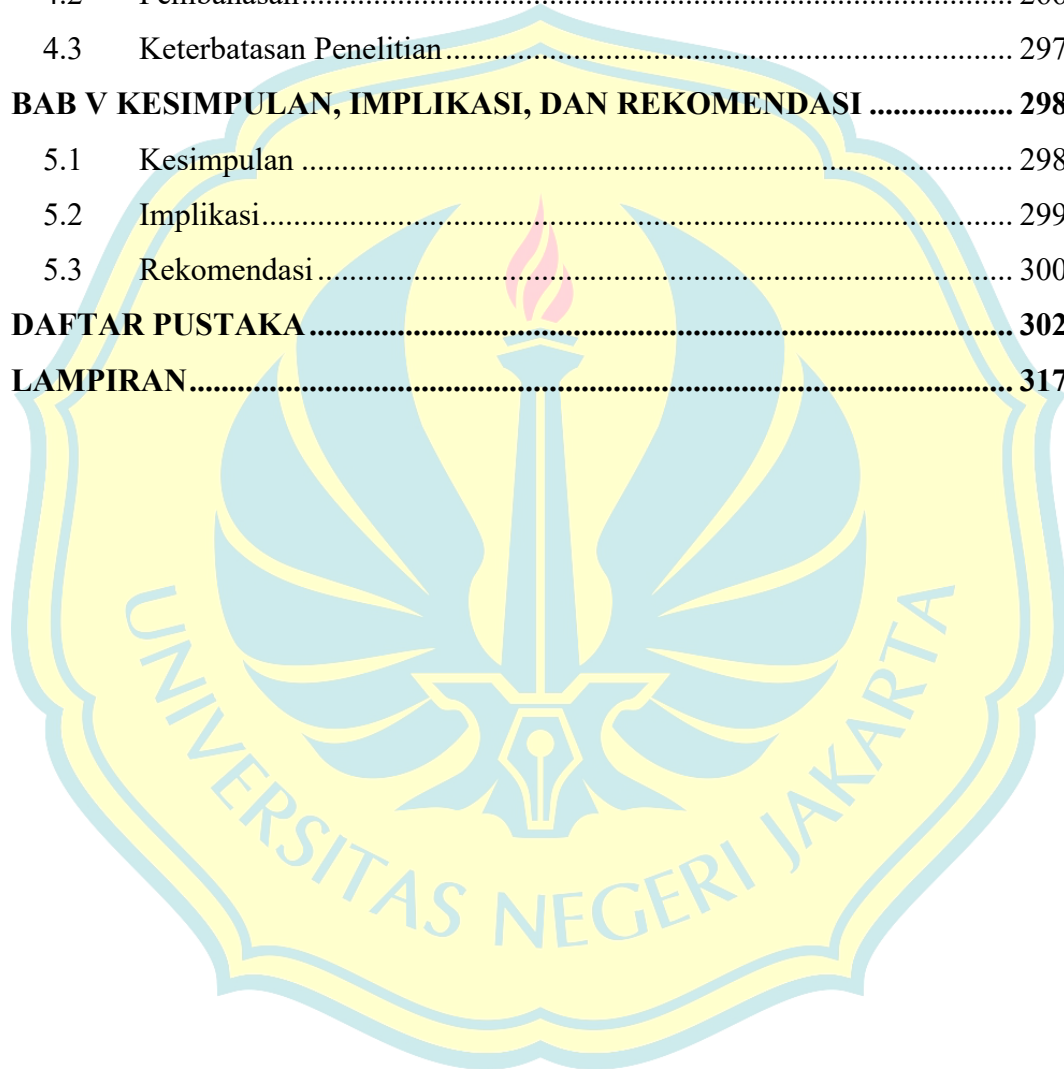 4.3 Keterbatasan Penelitian.......................................................................... 297
BAB V KESIMPULAN, IMPLIKASI, DAN REKOMENDASI .................. 298
5.1 Kesimpulan ............................................................................................. 298
5.2 Implikasi.................................................................................................. 299
5.3 Rekomendasi........................................................................................... 300
DAFTAR PUSTAKA......................................................................................... 302
LAMPIRAN........................................................................................................ 317
UNIVERSITAS NEGERI JAKARTA